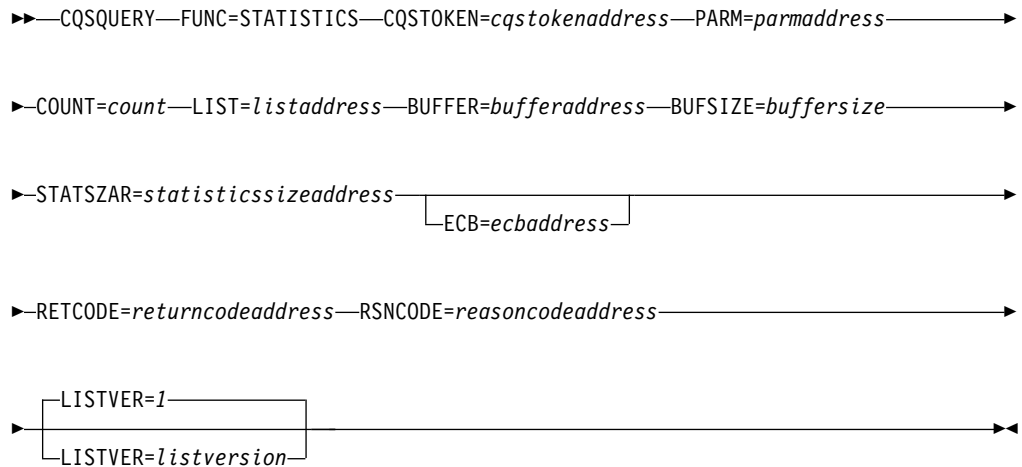 CQSQUERY FUNC=STATISTICS CQSTOKEN=cqstokenaddress PARM=parmaddress
COUNT=count LIST=listaddress BUFFER=bufferaddress BUFSIZE=buffersize
STATSZAR=statisticssizeaddress
ECB=ecbaddress
RETCODE=returncodeaddress RSNCODE=reasoncodeaddress
LISTVER=1
LISTVER=listversion